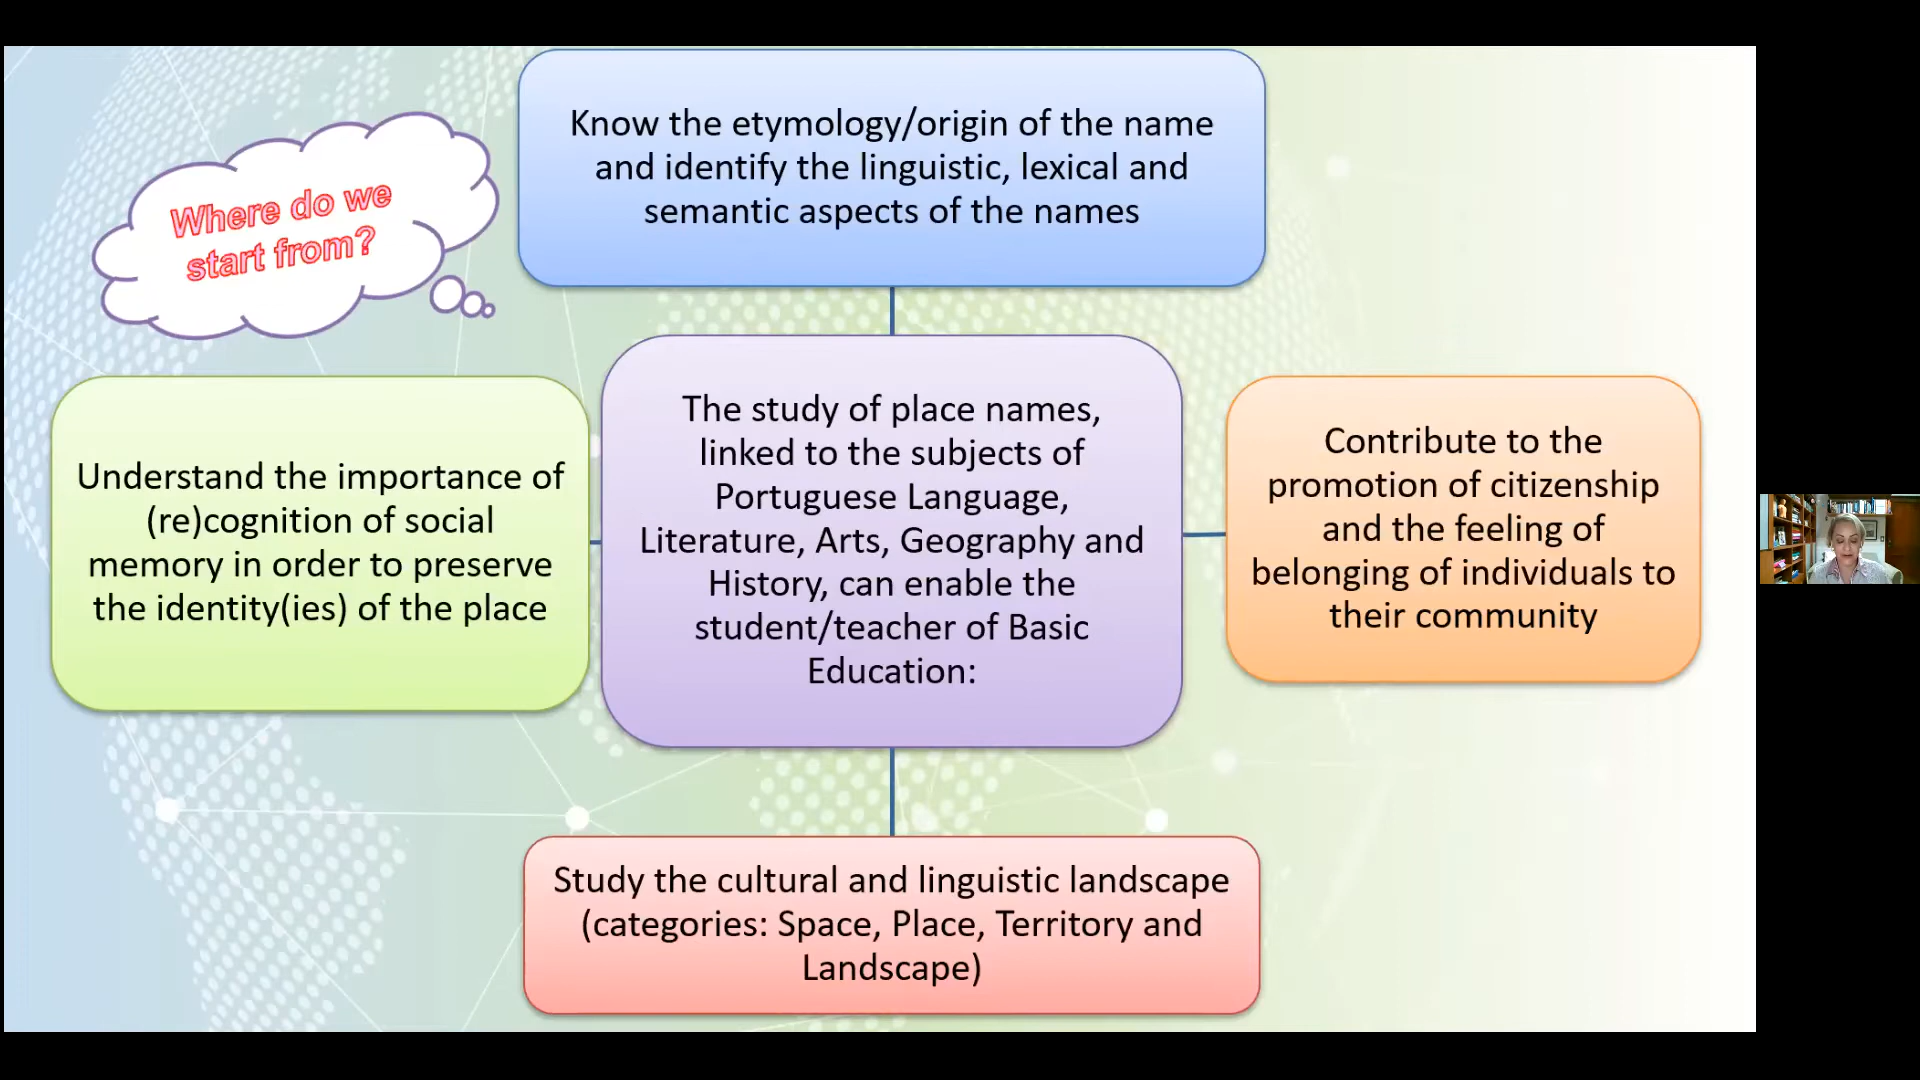 Know the etymology/origin of the name
and identify the linguistic, lexical and
semantic aspects of the names
Where do we
start from?
Understand the importance of
(re)cognition of social
memory in order to preserve
the identity(ies) of the place
The study of place names,
linked to the subjects of
Portuguese Language,
Literature, Arts, Geography and
History, can enable the
student/teacher of Basic
Education:
Contribute to the
promotion of citizenship
and the feeling of
belonging of individuals to
their community
Study the cultural and linguistic landscape
(categories: Space, Place, Territory and
Landscape)